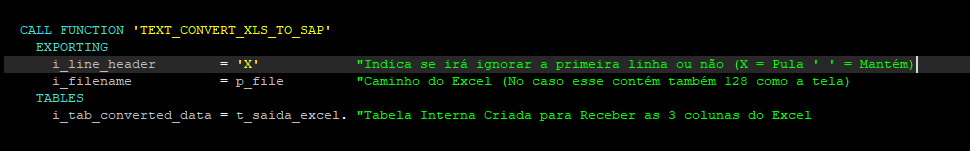 CALL FUNCTION 'TEXT_CONVERT_XLS_TO_SAP'
EXPORTING
i_line_header = 'X' "Indica se irá ignorar a primeira linha ou não (X = Pula ' ' = Mantém)
i_filename = p_file "Caminho do Excel (No caso esse contém também 128 como a tela)
TABLES
i_tab_converted_data = t_saida_excel. "Tabela Interna Criada para Receber as 3 colunas do Excel